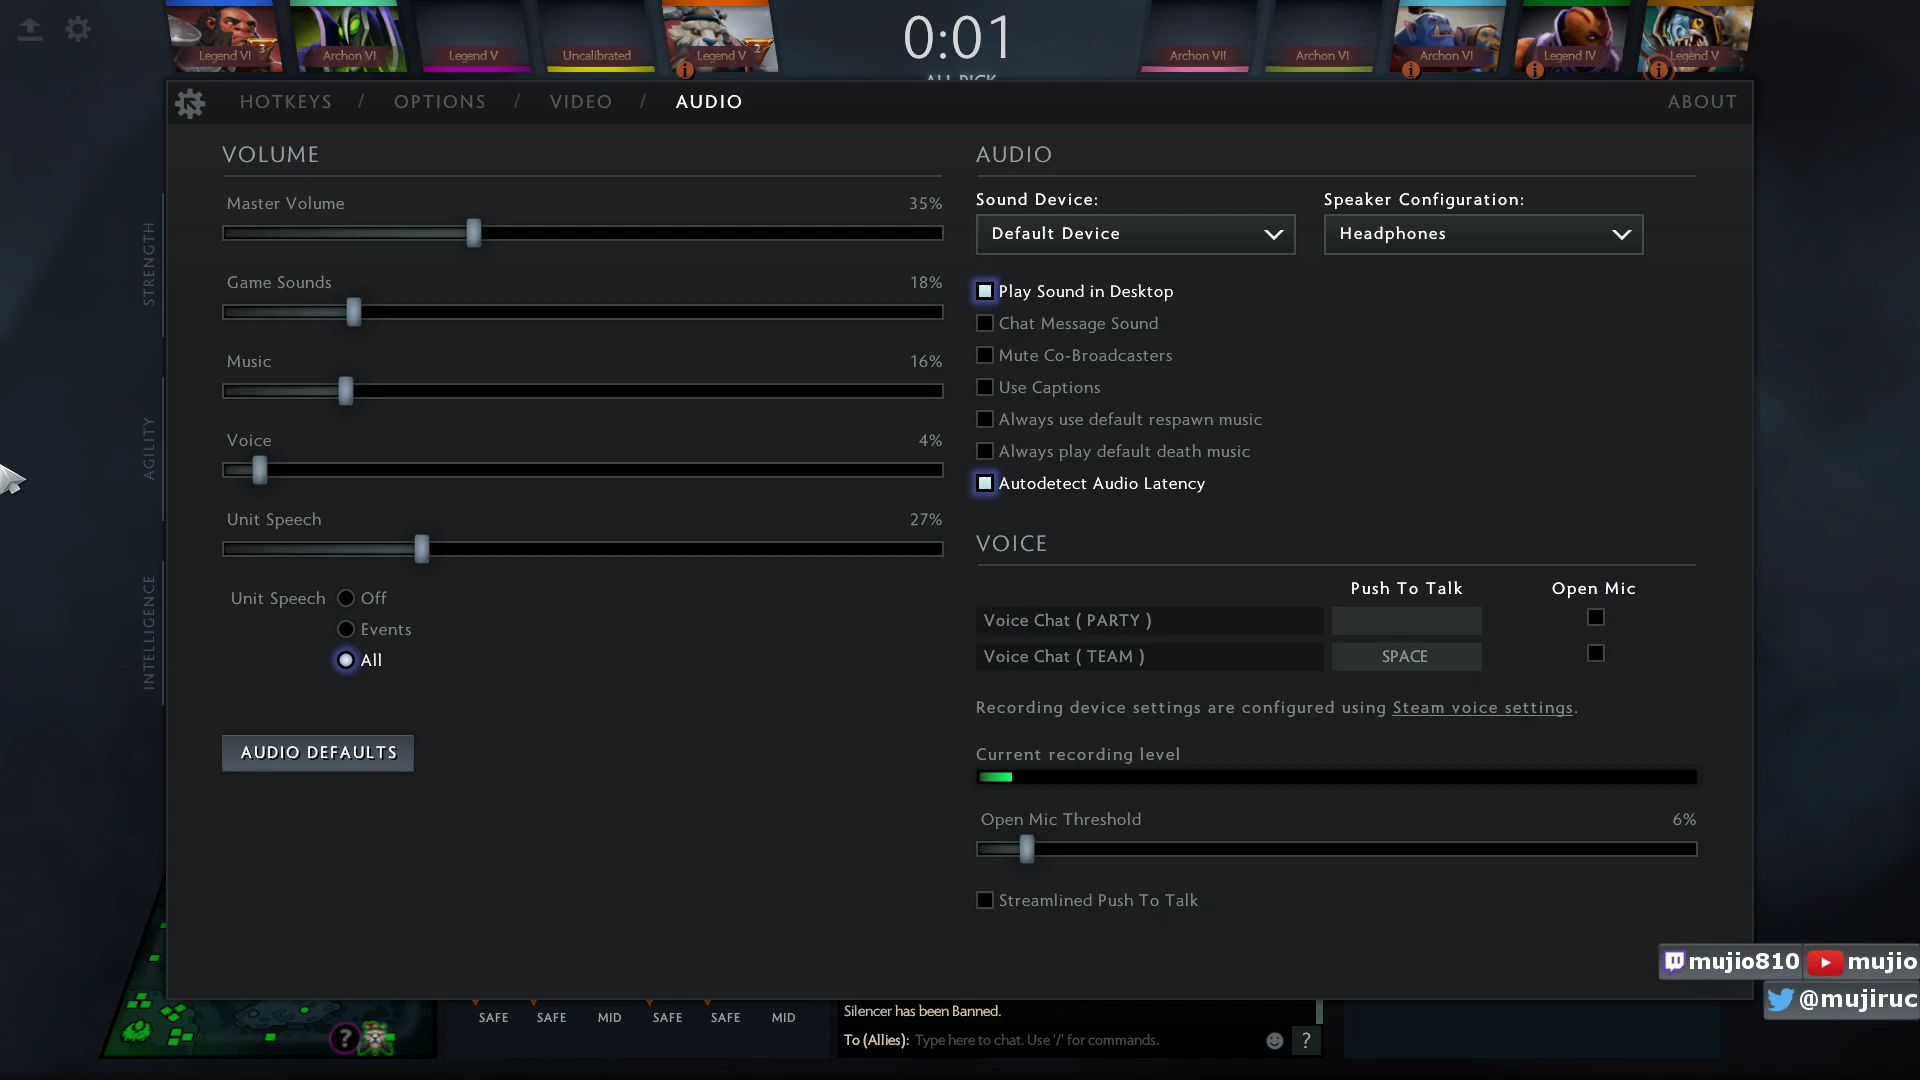 Legend VI
3
Archon VI
Legend V
Uncalibrated
Legend V
2
0:01
Archon VII
Archon VI
Archon VI
Legend IV
Legend V
ALL PICK
HOTKEYS / OPTIONS / VIDEO / AUDIO
ABOUT
STRENGTH
AGILITY
INTELLIGENCE
VOLUME
Master Volume 35%
Game Sounds 18%
Music 16%
Voice 4%
Unit Speech 27%
Unit Speech Off
Events
All
AUDIO DEFAULTS
AUDIO
Sound Device: Speaker Configuration:
Default Device Headphones
Play Sound in Desktop
Chat Message Sound
Mute Co-Broadcasters
Use Captions
Always use default respawn music
Always play default death music
Autodetect Audio Latency
VOICE
Push To Talk Open Mic
Voice Chat ( PARTY )
Voice Chat ( TEAM ) SPACE
Recording device settings are configured using Steam voice settings.
Current recording level
Open Mic Threshold 6%
Streamlined Push To Talk
mujio810 mujio
@mujiruc
?
SAFE SAFE MID SAFE SAFE MID
Silencer has been Banned.
To (Allies): Type here to chat. Use '/' for commands.
?